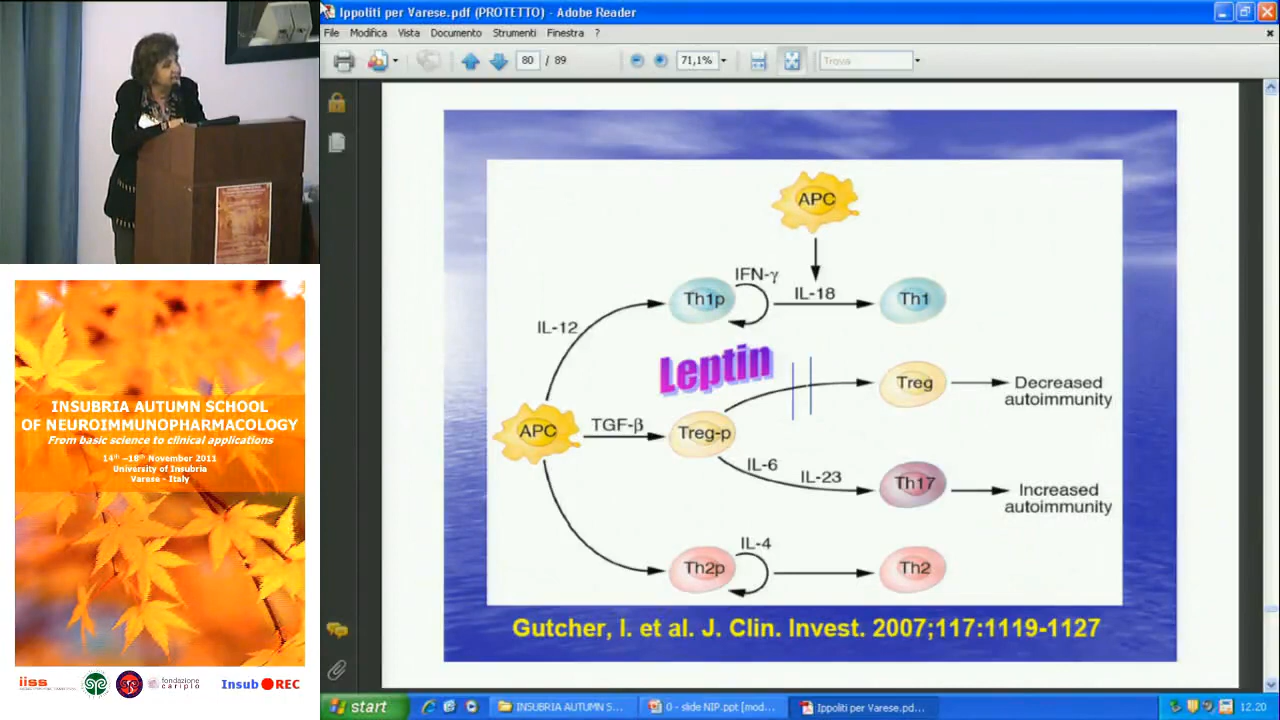 Ippoliti per Varese.pdf (PROTETTO) - Adobe Reader
File Modifica Vista Documento Strumenti Finestra ?
80 / 89 71,1% Trova
APC
IFN-γ
Th1p IL-18 Th1
IL-12
Leptin
Treg Decreased
autoimmunity
APC TGF-β Treg-p
IL-6
IL-23 Th17 Increased
autoimmunity
IL-4
Th2p Th2
Gutcher, I. et al. J. Clin. Invest. 2007;117:1119-1127
INSUBRIA AUTUMN SCHOOL
OF NEUROIMMUNOPHARMACOLOGY
From basic science to clinical applications
14th -18th November 2011
University of Insubria
Varese - Italy
iiss
fondazione
cariplo
Insub REC
start INSUBRIA AUTUMN S... 0 - slide NIP.ppt [mod... Ippoliti per Varese.pd... 12.20